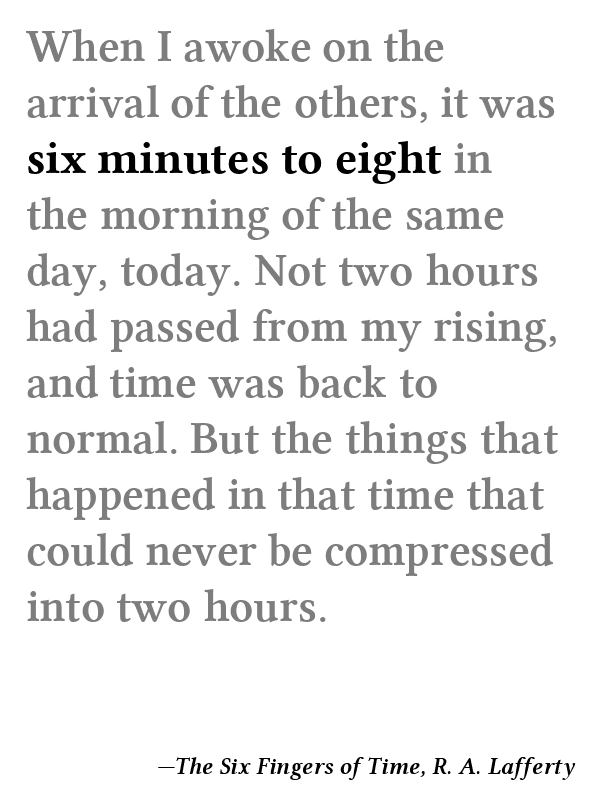 When I awoke on the
arrival of the others, it was
six minutes to eight in
the morning of the same
day, today. Not two hours
had passed from my rising,
and time was back to
normal. But the things that
happened in that time that
could never be compressed
into two hours.
—The Six Fingers of Time, R. A. Lafferty